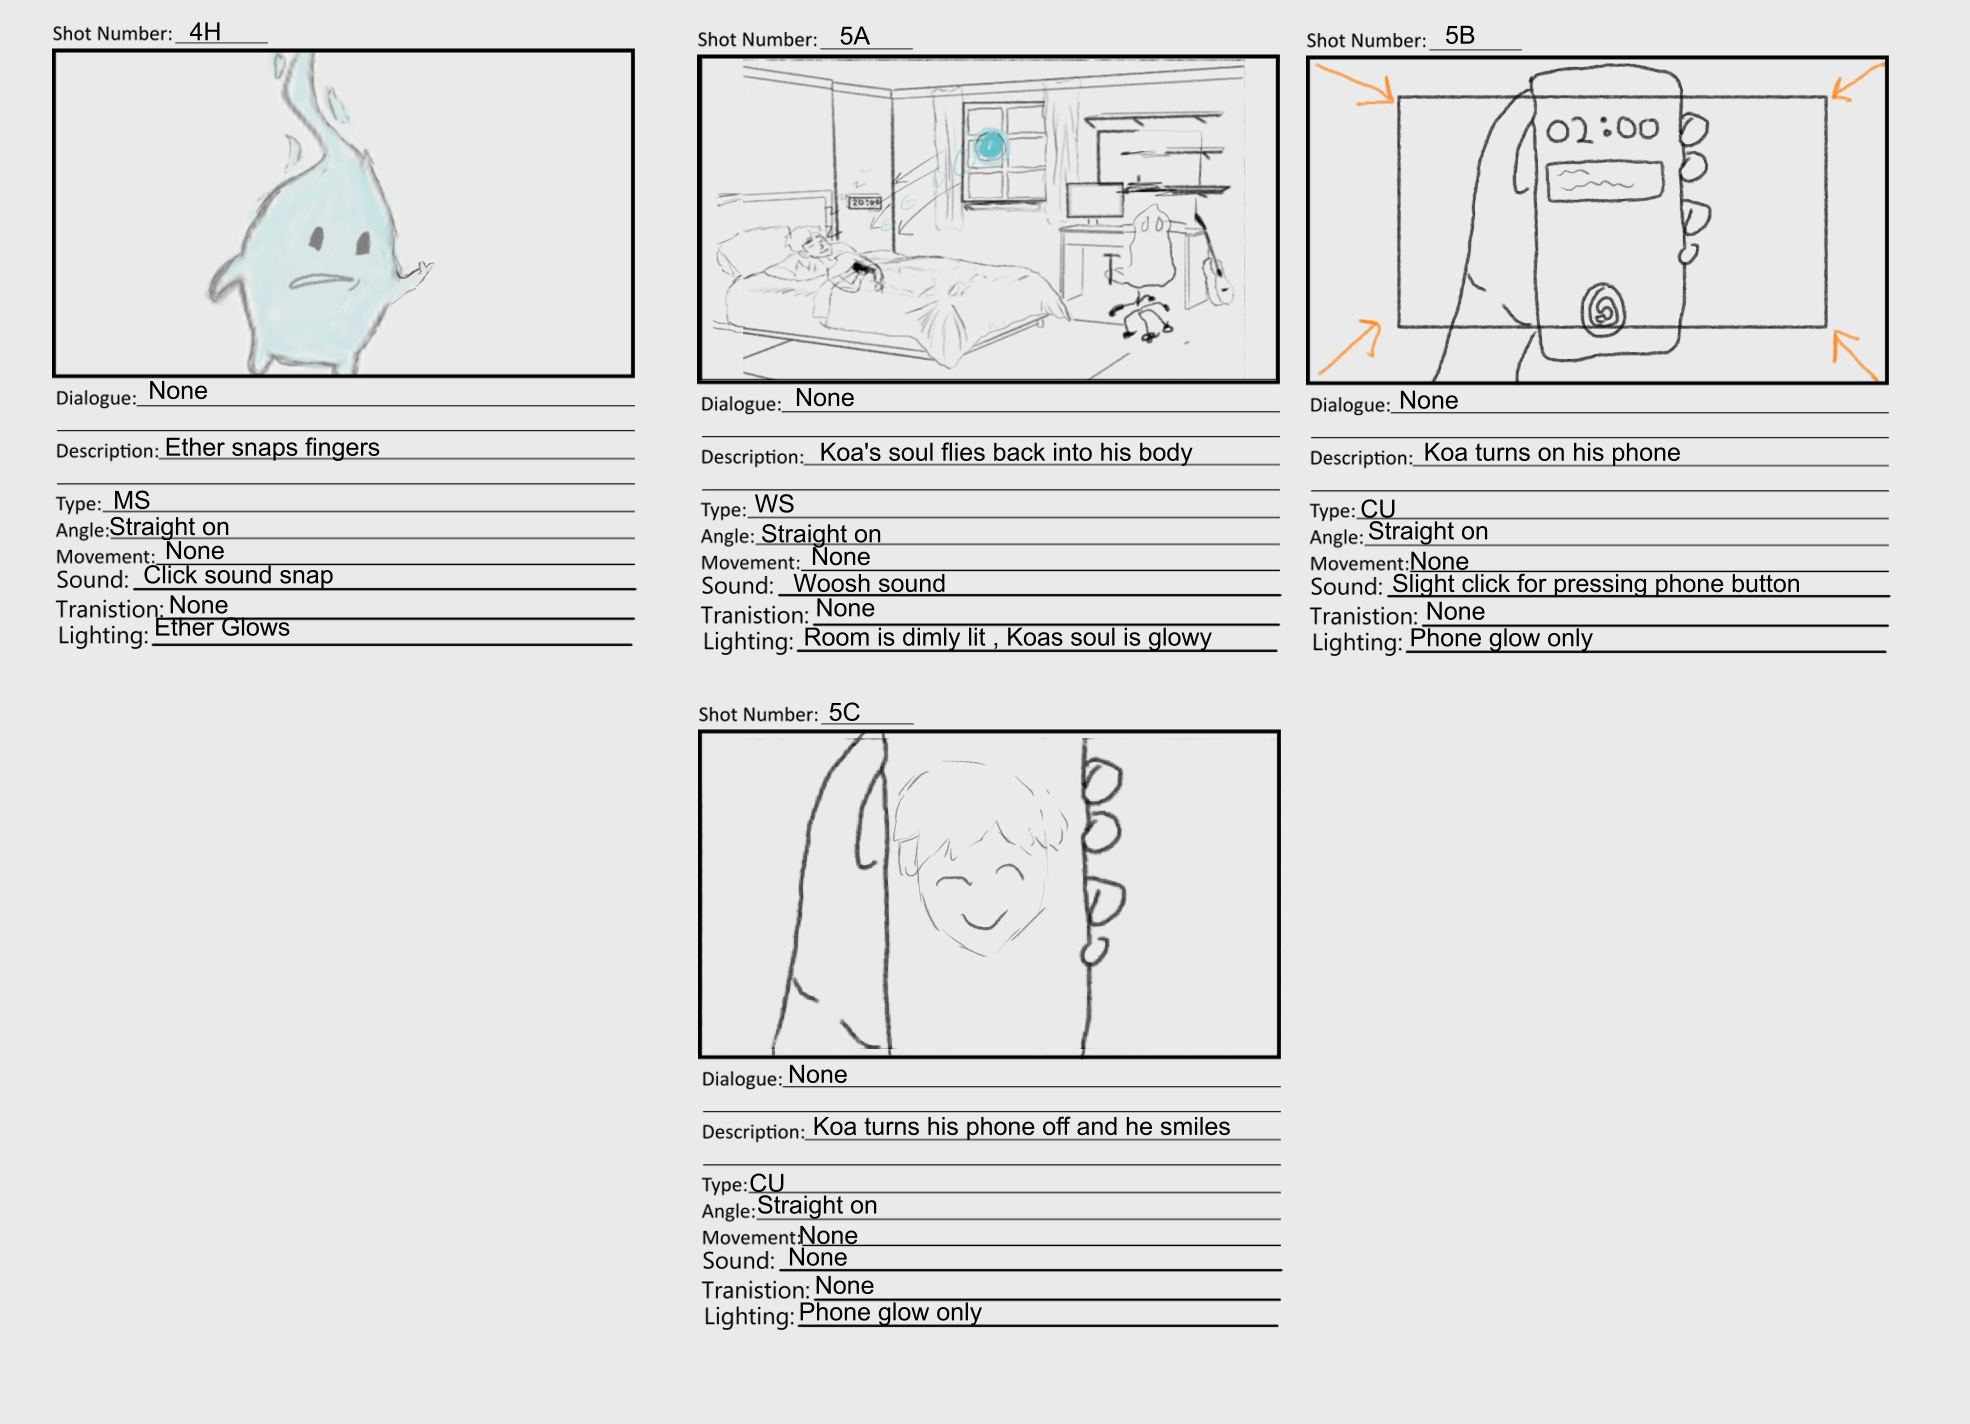 Shot Number: 4H
Dialogue: None
Description: Ether snaps fingers
Type: MS
Angle: Straight on
Movement: None
Sound: Click sound snap
Tranistion: None
Lighting: Ether Glows
Shot Number: 5A
Dialogue: None
Description: Koa's soul flies back into his body
Type: WS
Angle: Straight on
Movement: None
Sound: Woosh sound
Tranistion: None
Lighting: Room is dimly lit , Koas soul is glowy
Shot Number: 5B
02:00
Dialogue: None
Description: Koa turns on his phone
Type: CU
Angle: Straight on
Movement: None
Sound: Slight click for pressing phone button
Tranistion: None
Lighting: Phone glow only
Shot Number: 5C
Dialogue: None
Description: Koa turns his phone off and he smiles
Type: CU
Angle: Straight on
Movement: None
Sound: None
Tranistion: None
Lighting: Phone glow only